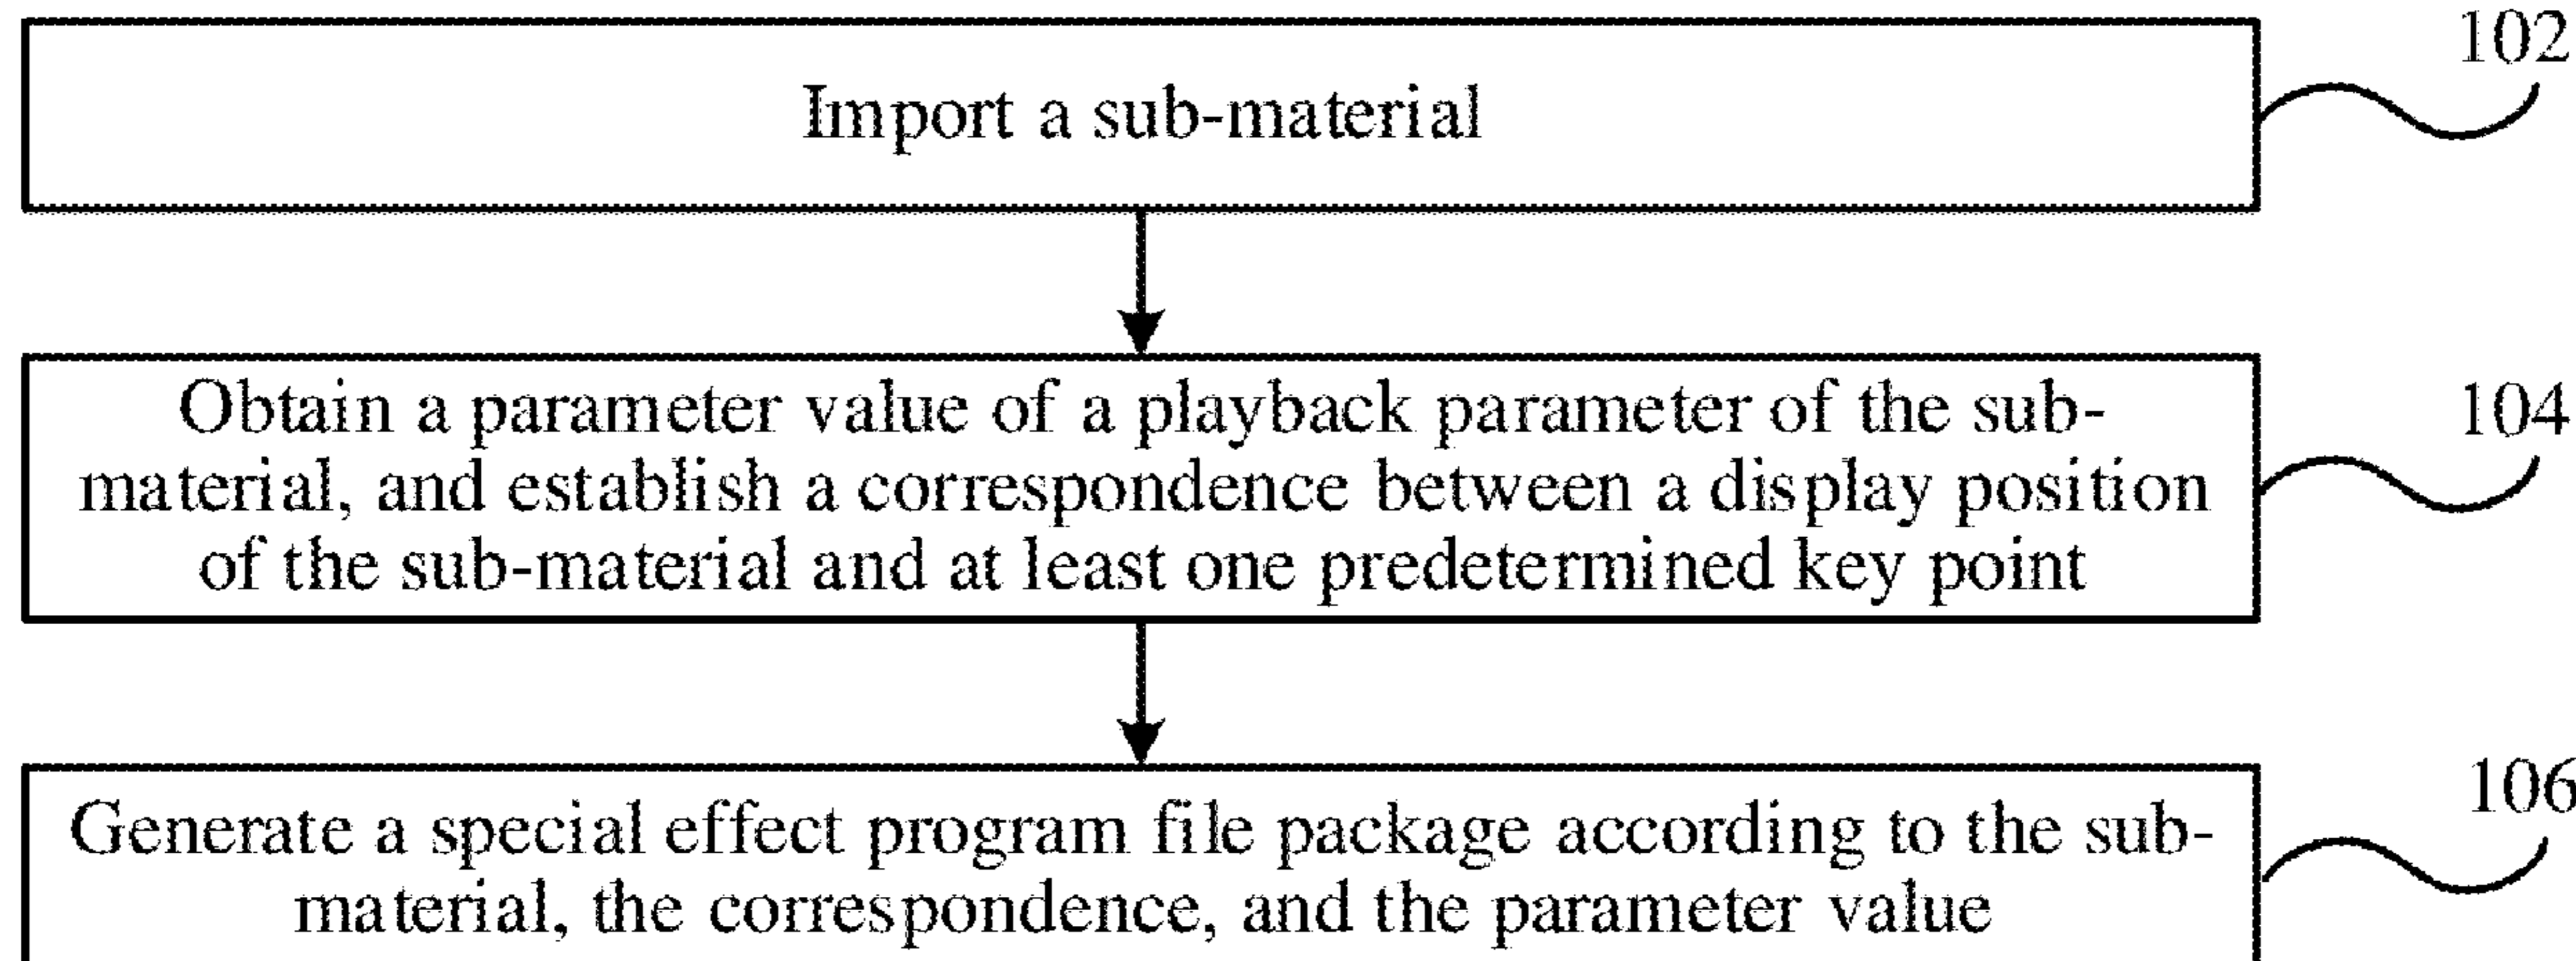 102
Import a sub-material
104
Obtain a parameter value of a playback parameter of the sub-
material, and establish a correspondence between a display position
of the sub-material and at least one predetermined key point
106
Generate a special effect program file package according to the sub-
material, the correspondence, and the parameter value